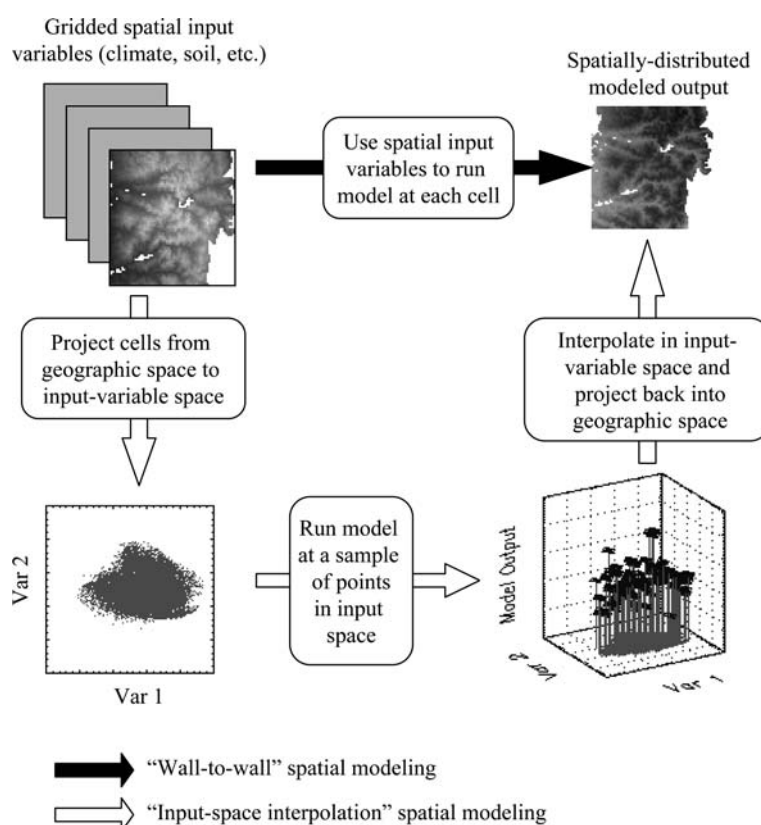 Gridded spatial input
variables (climate, soil, etc.)
Spatially-distributed
modeled output
Use spatial input
variables to run
model at each cell
Project cells from
geographic space to
input-variable space
Interpolate in input-
variable space and
project back into
geographic space
Var 2
Var 1
Run model
at a sample
of points
in input
space
Model Output
Var 2
Var 1
“Wall-to-wall” spatial modeling
“Input-space interpolation” spatial modeling